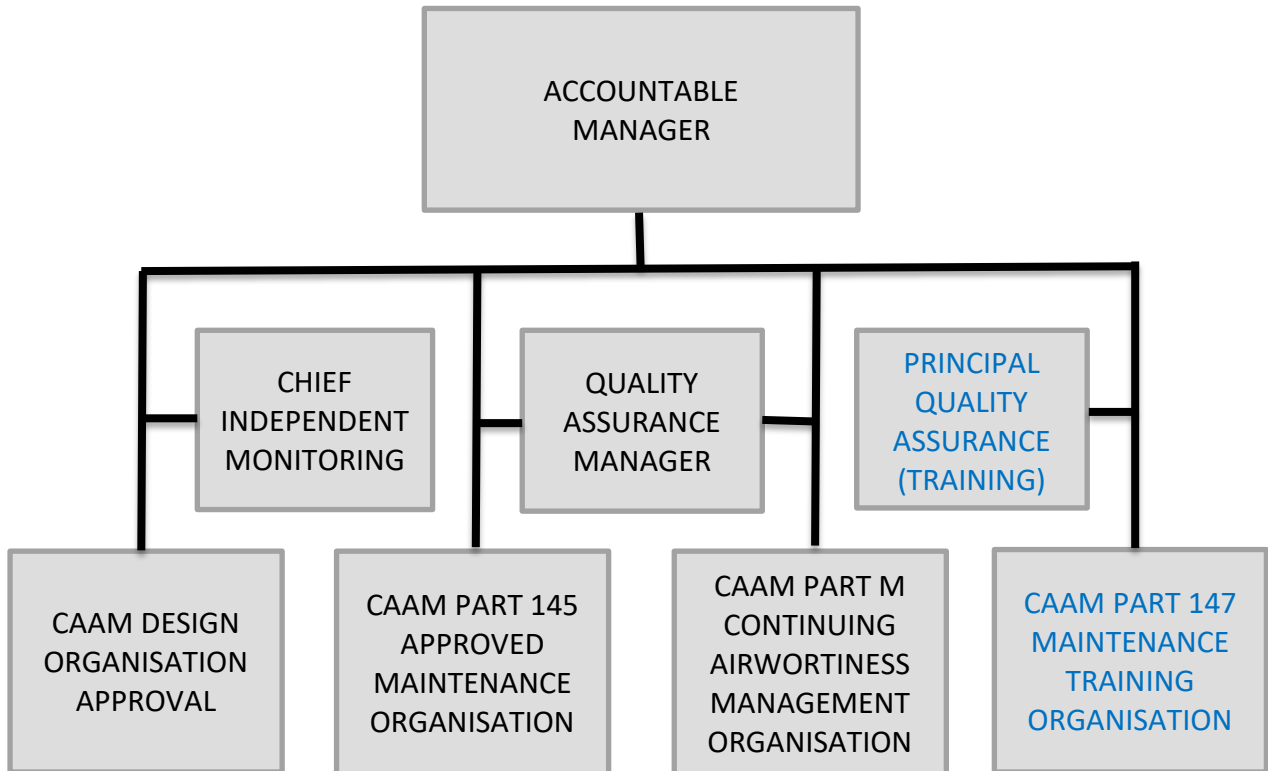 ACCOUNTABLE
MANAGER
CHIEF
INDEPENDENT
MONITORING
QUALITY
ASSURANCE
MANAGER
PRINCIPAL
QUALITY
ASSURANCE
(TRAINING)
CAAM DESIGN
ORGANISATION
APPROVAL
CAAM PART 145
APPROVED
MAINTENANCE
ORGANISATION
CAAM PART M
CONTINUING
AIRWORTINESS
MANAGEMENT
ORGANISATION
CAAM PART 147
MAINTENANCE
TRAINING
ORGANISATION